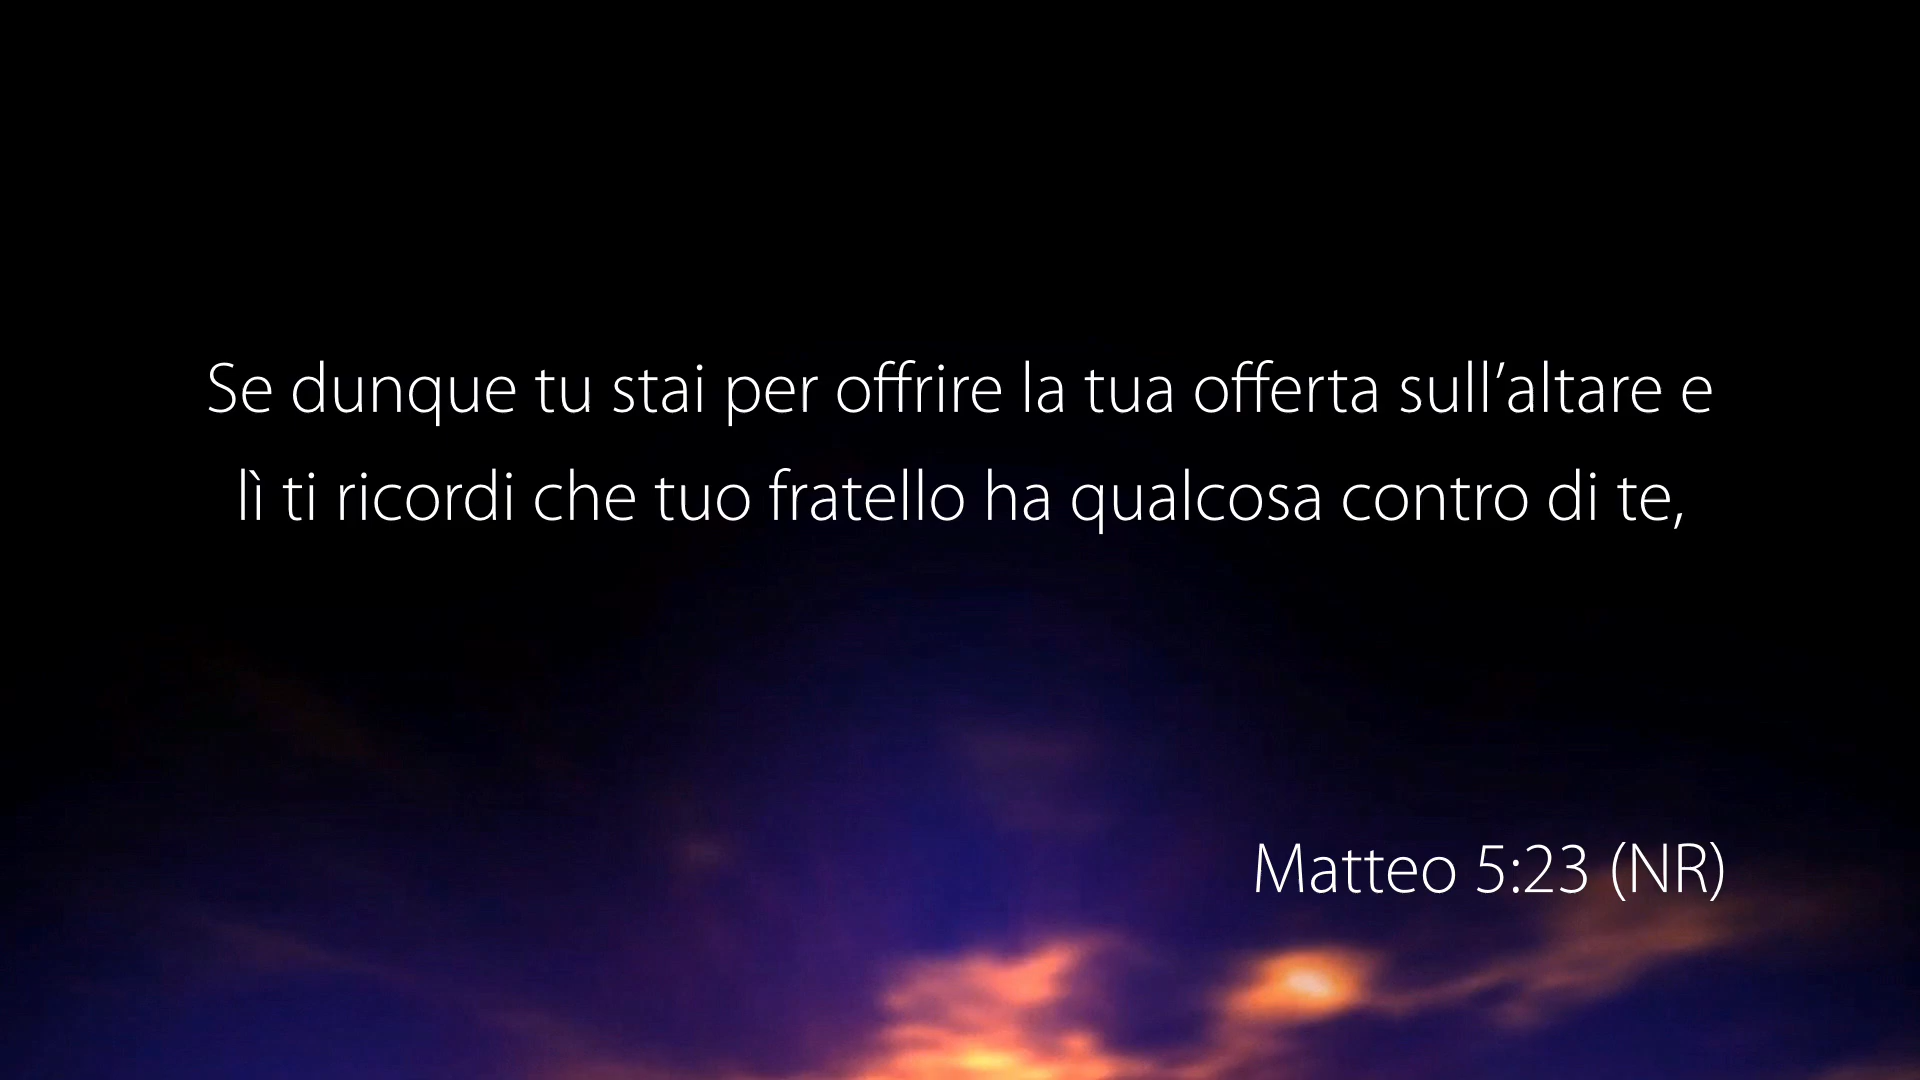 Se dunque tu stai per offrire la tua offerta sull’altare e
lì ti ricordi che tuo fratello ha qualcosa contro di te,
Matteo 5:23 (NR)